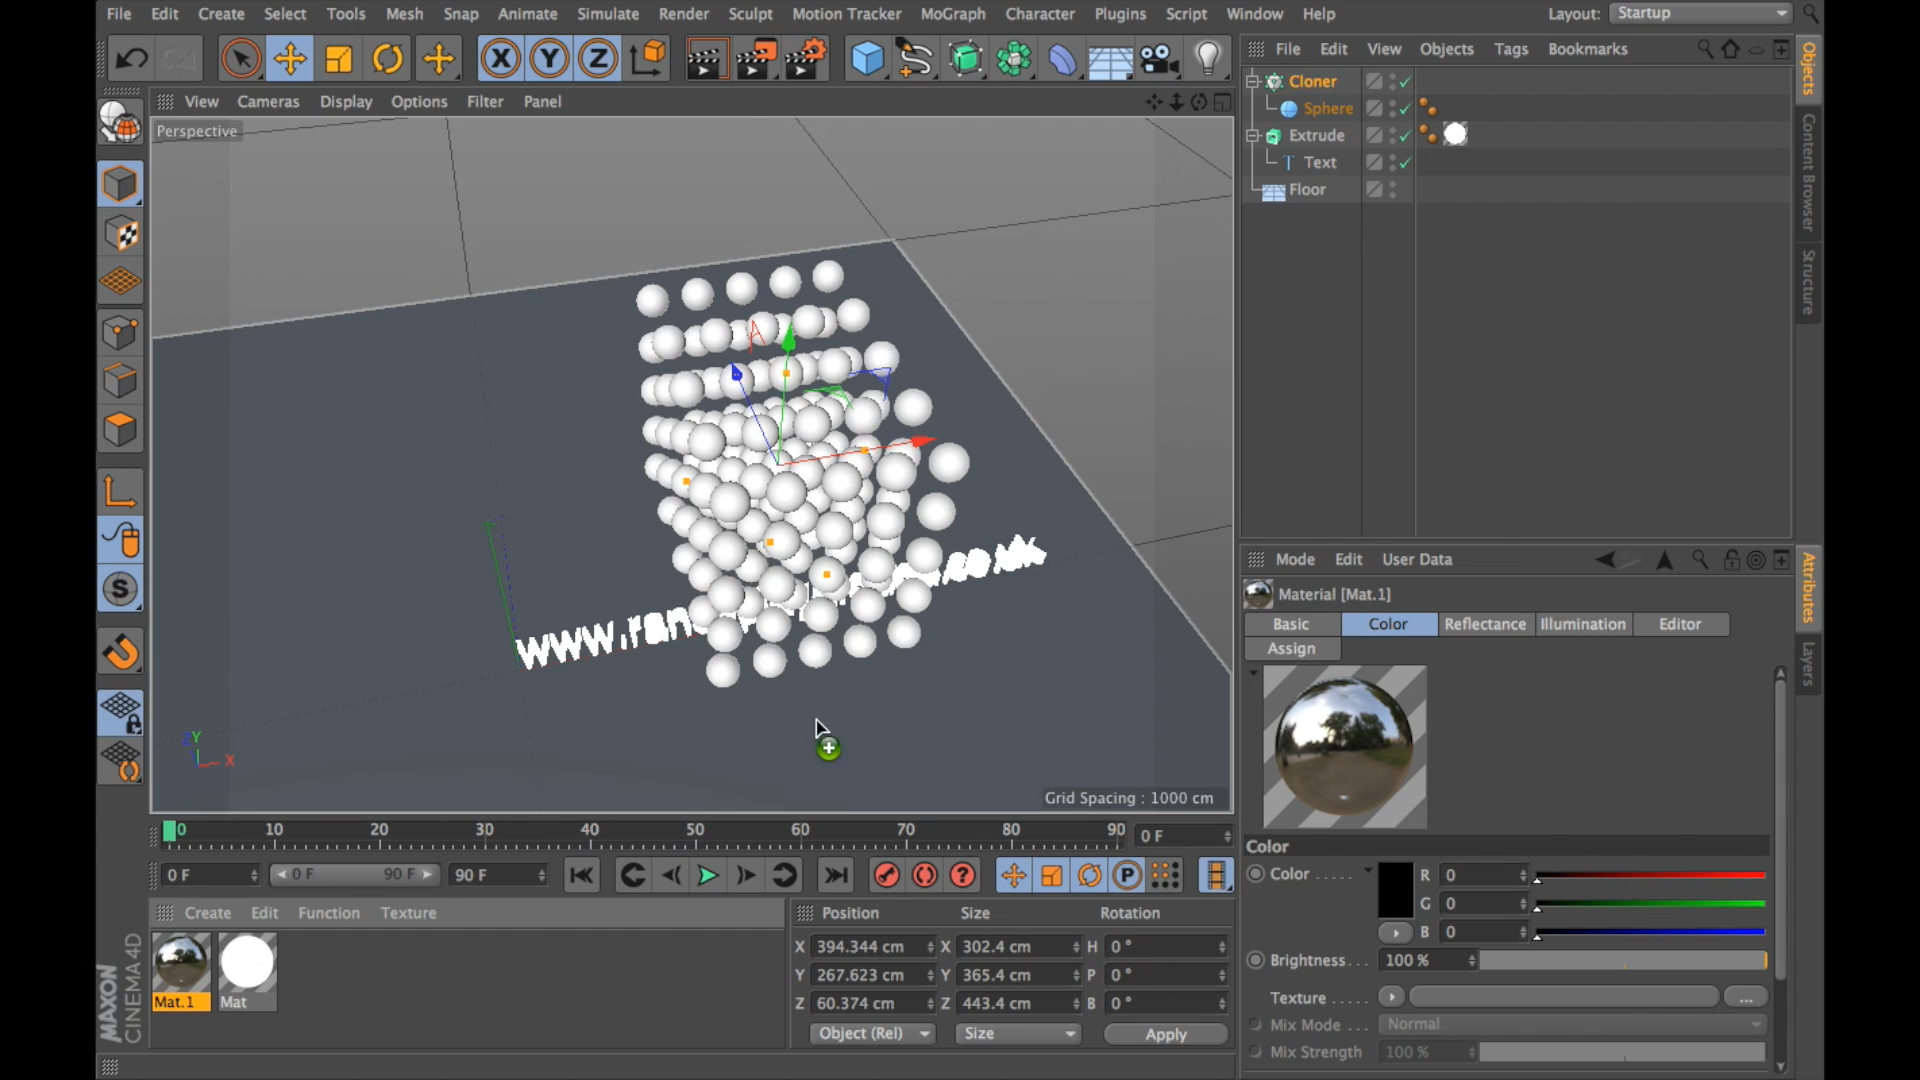 File Edit Create Select Tools Mesh Snap Animate Simulate Render Sculpt Motion Tracker MoGraph Character Plugins Script Window Help Layout: Startup
X Y Z
File Edit View Objects Tags Bookmarks
Objects
Content Browser
Structure
View Cameras Display Options Filter Panel
Perspective
Cloner
Sphere
Extrude
Text
Floor
www.ran
.co.uk
Y
X
Grid Spacing : 1000 cm
0 10 20 30 40 50 60 70 80 90 0 F
0 F 0 F 90 F 90 F
P
Create Edit Function Texture
Mat.1 Mat
MAXON
CINEMA 4D
Position Size Rotation
X 394.344 cm X 302.4 cm H 0 °
Y 267.623 cm Y 365.4 cm P 0 °
Z 60.374 cm Z 443.4 cm B 0 °
Object (Rel) Size Apply
Mode Edit User Data
Attributes
Layers
Material [Mat.1]
Basic Color Reflectance Illumination Editor
Assign
Color
Color . . . . . R 0
G 0
B 0
Brightness . . . 100 %
Texture . . . . . ...
Mix Mode . . . Normal
Mix Strength 100 %